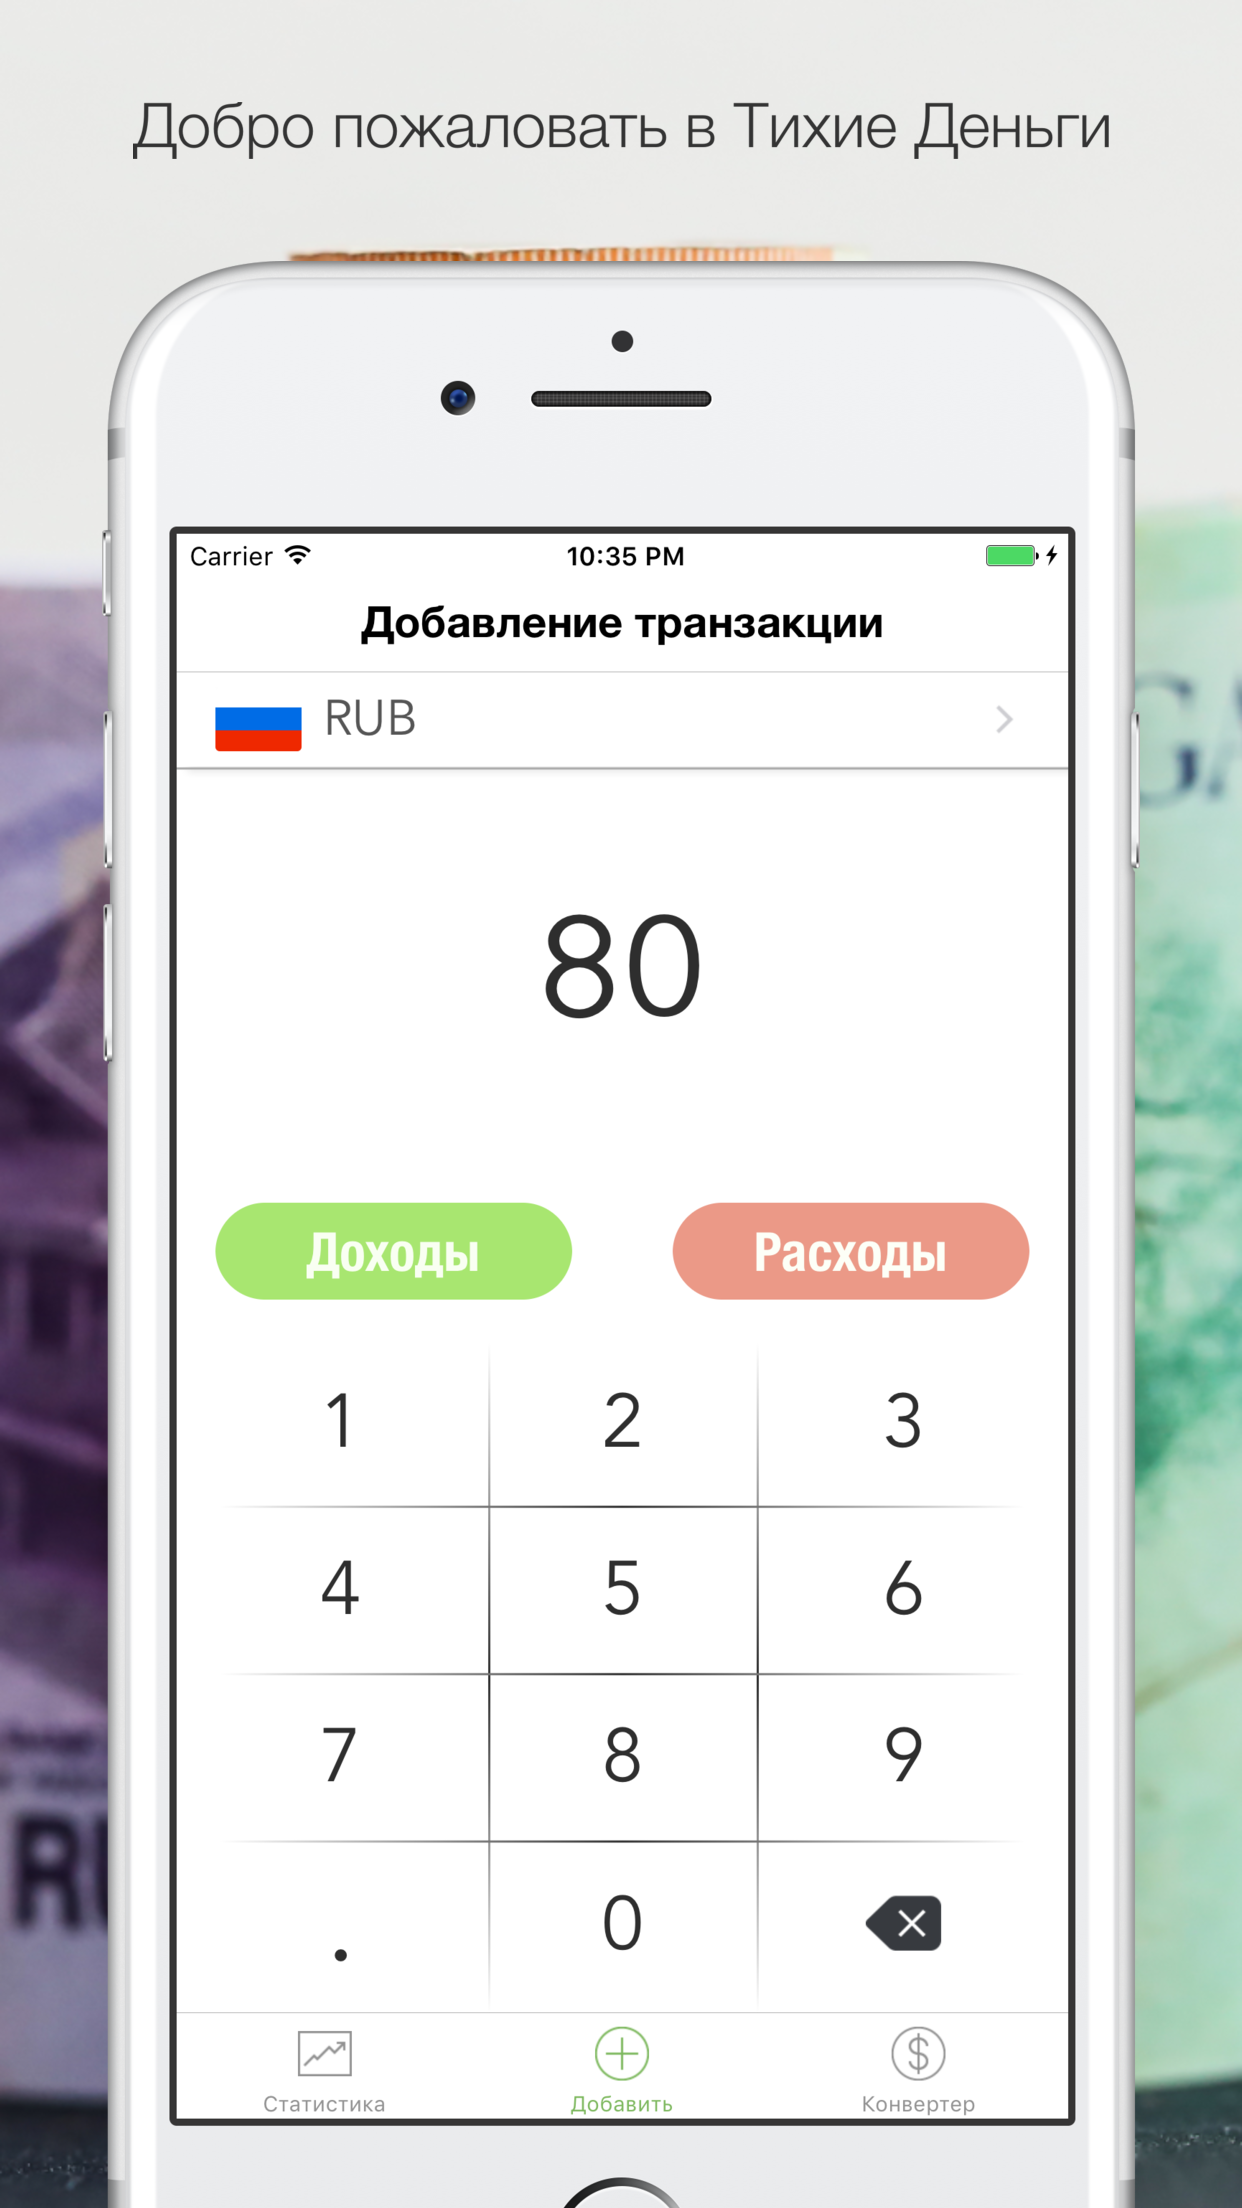 Добро пожаловать в Тихие Деньги
Carrier 10:35 PM
Добавление транзакции
RUB
80
Доходы Расходы
1 2 3
4 5 6
7 8 9
. 0
Статистика Добавить Конвертер